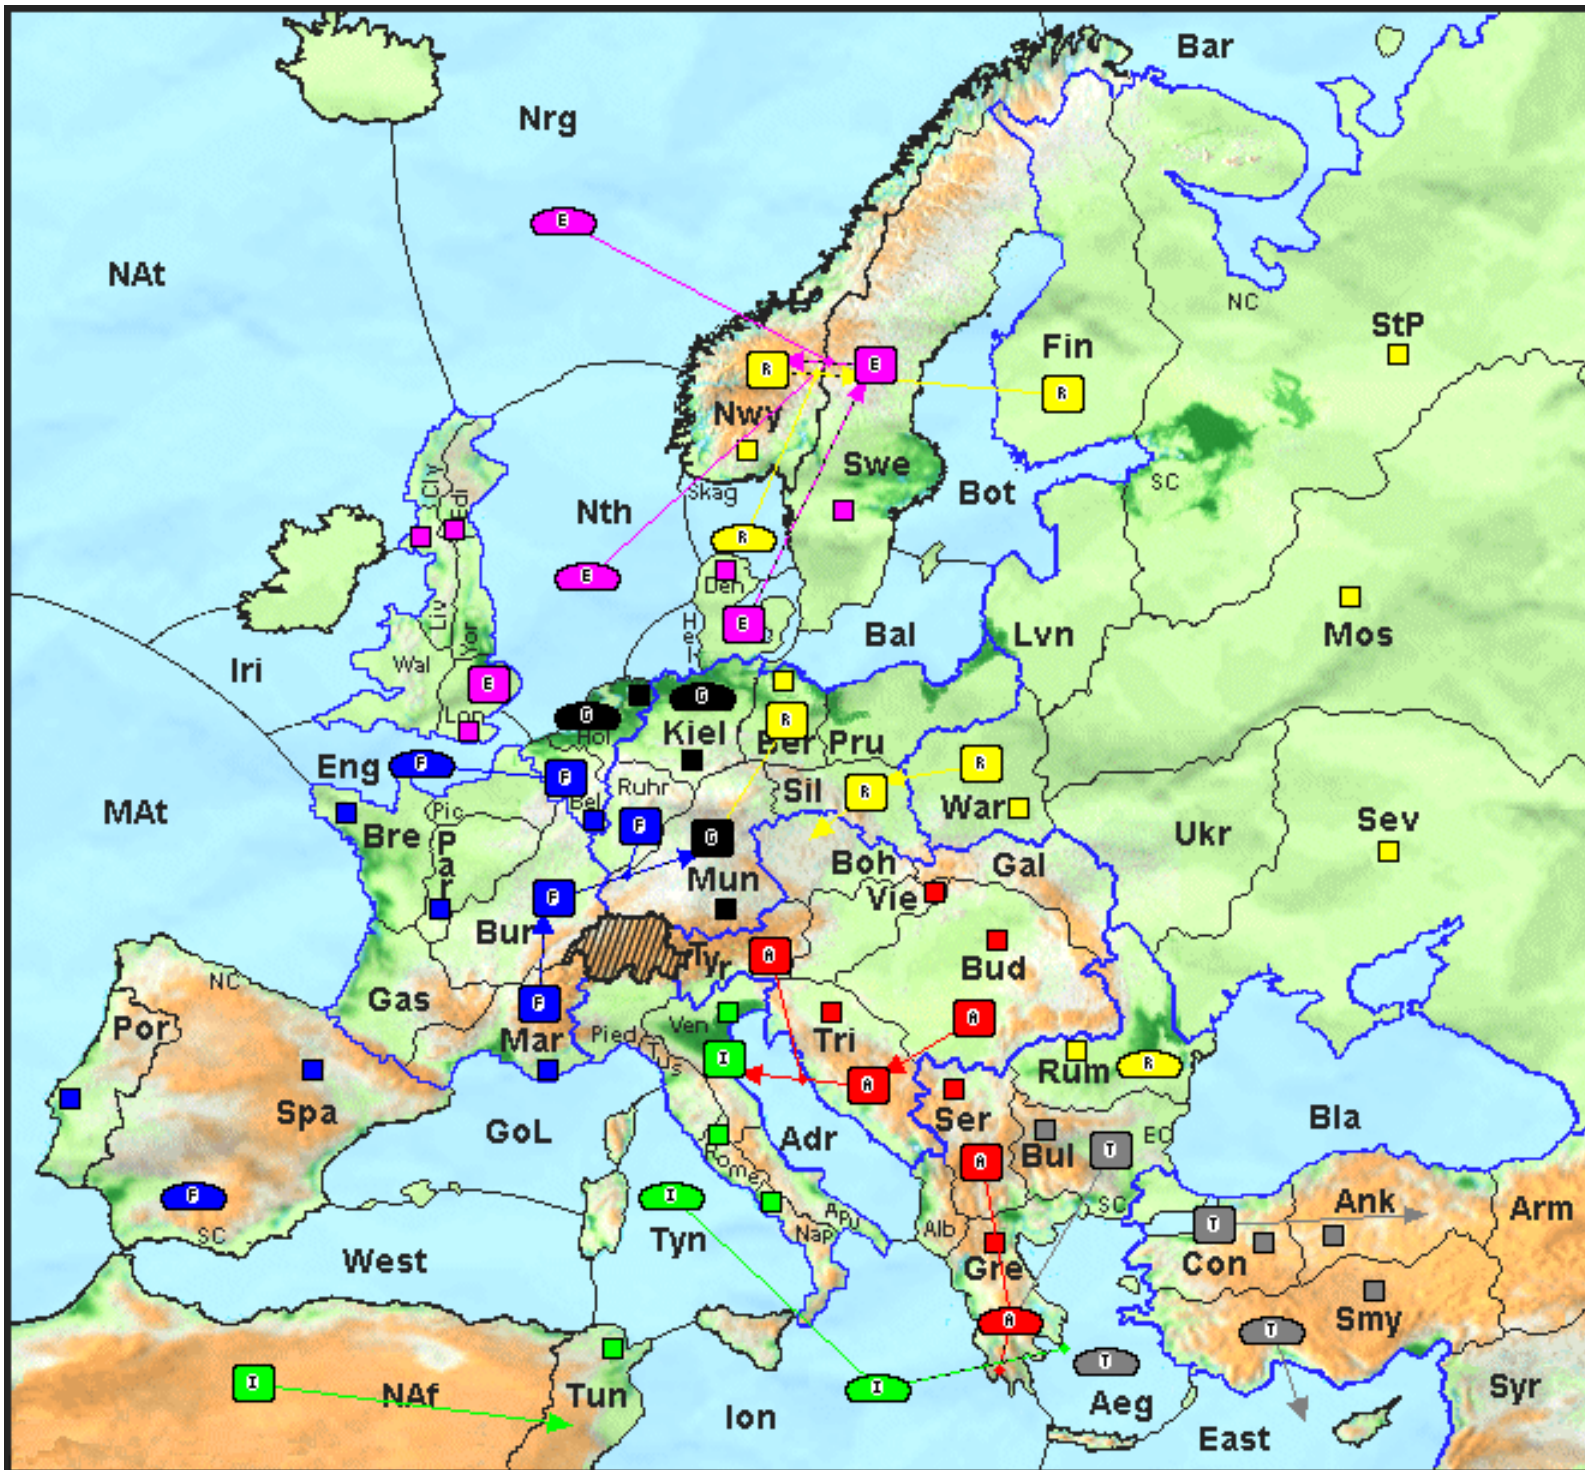 Bar
Nrg
NAt
NC
StP
Fin
E
R
E
R
Nwy
Swe
SC
Bot
Cly
Edi
Skag
Nth
R
E
Den
Mos
Liv
Yor
E
Hel
Bal
Lvn
Iri
Wal
E
Lon
G
G
Hol
Kiel
R
Ber
Pru
Eng
F
F
Ruhr
Sil
R
R
War
MAt
Bre
Pic
Bel
Par
F
G
Boh
Gal
Ukr
Sev
Mun
Vie
F
Bur
Tyr
A
Bud
NC
Gas
F
Mar
Por
Pied
Ven
Tri
A
Tus
I
A
Rum
R
Spa
GoL
Adr
Ser
Bla
Bul
EC
T
Rome
A
F
SC
I
Tyn
Apu
Nap
Alb
SC
Ank
Arm
T
Con
West
Gre
A
T
Smy
I
NAf
Tun
I
Ion
T
Aeg
East
Syr